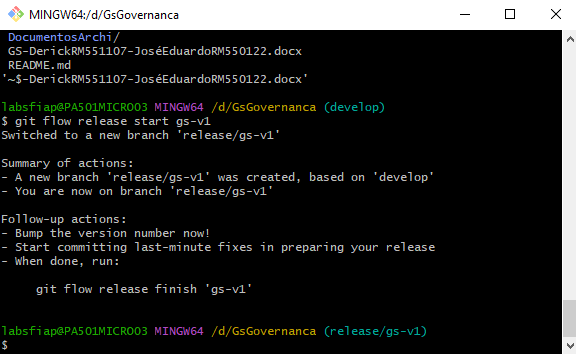 MINGW64:/d/GsGovernanca
DocumentosArchi/
GS-DerickRM551107-JoséEduardoRM550122.docx
README.md
'~$-DerickRM551107-JoséEduardoRM550122.docx'
labsfiap@PA501MICRO03 MINGW64 /d/GsGovernanca (develop)
$ git flow release start gs-v1
Switched to a new branch 'release/gs-v1'
Summary of actions:
- A new branch 'release/gs-v1' was created, based on 'develop'
- You are now on branch 'release/gs-v1'
Follow-up actions:
- Bump the version number now!
- Start committing last-minute fixes in preparing your release
- When done, run:
git flow release finish 'gs-v1'
labsfiap@PA501MICRO03 MINGW64 /d/GsGovernanca (release/gs-v1)
$